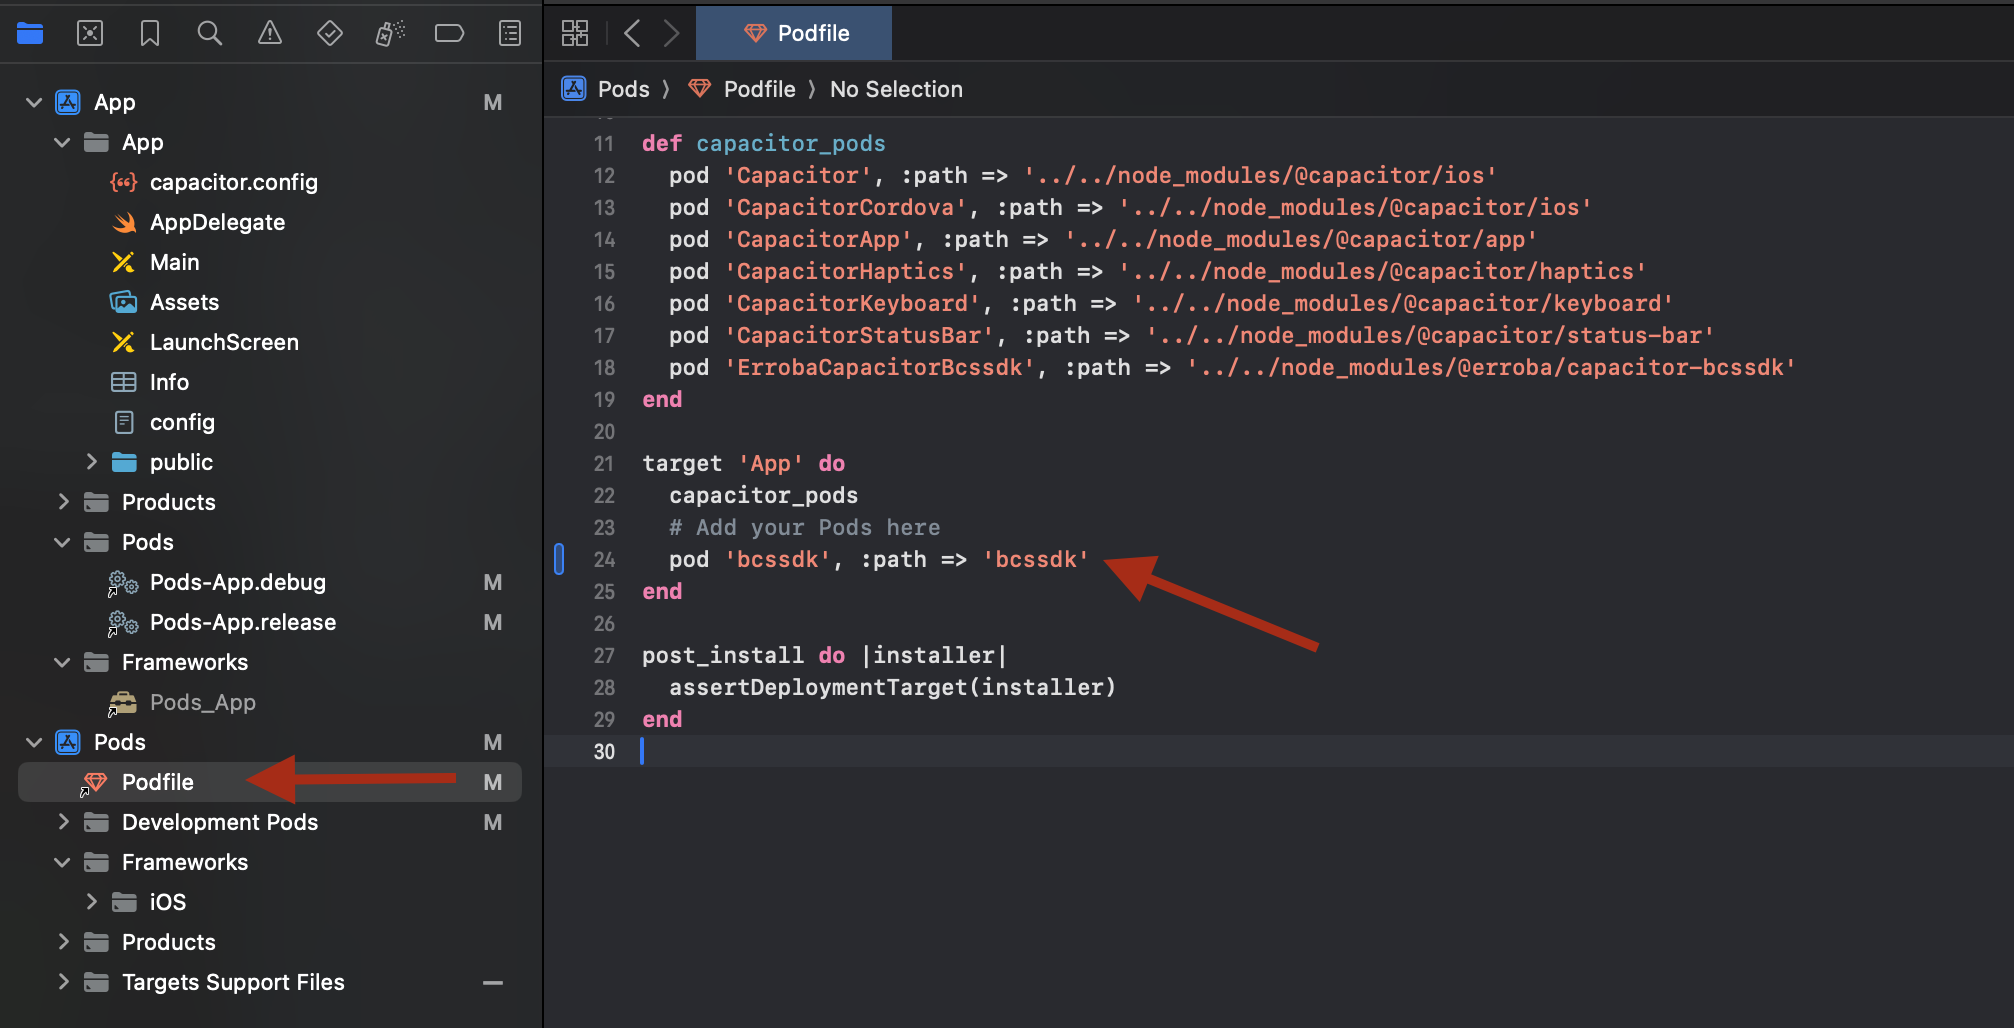 App M
App
capacitor.config
AppDelegate
Main
Assets
LaunchScreen
Info
config
public
Products
Pods
Pods-App.debug M
Pods-App.release M
Frameworks
Pods_App
Pods M
Podfile M
Development Pods M
Frameworks
iOS
Products
Targets Support Files
Podfile
Pods 〉 Podfile 〉 No Selection
11 def capacitor_pods
12   pod 'Capacitor', :path => '../../node_modules/@capacitor/ios'
13   pod 'CapacitorCordova', :path => '../../node_modules/@capacitor/ios'
14   pod 'CapacitorApp', :path => '../../node_modules/@capacitor/app'
15   pod 'CapacitorHaptics', :path => '../../node_modules/@capacitor/haptics'
16   pod 'CapacitorKeyboard', :path => '../../node_modules/@capacitor/keyboard'
17   pod 'CapacitorStatusBar', :path => '../../node_modules/@capacitor/status-bar'
18   pod 'ErrobaCapacitorBcssdk', :path => '../../node_modules/@erroba/capacitor-bcssdk'
19 end
20
21 target 'App' do
22   capacitor_pods
23   # Add your Pods here
24   pod 'bcssdk', :path => 'bcssdk'
25 end
26
27 post_install do |installer|
28   assertDeploymentTarget(installer)
29 end
30